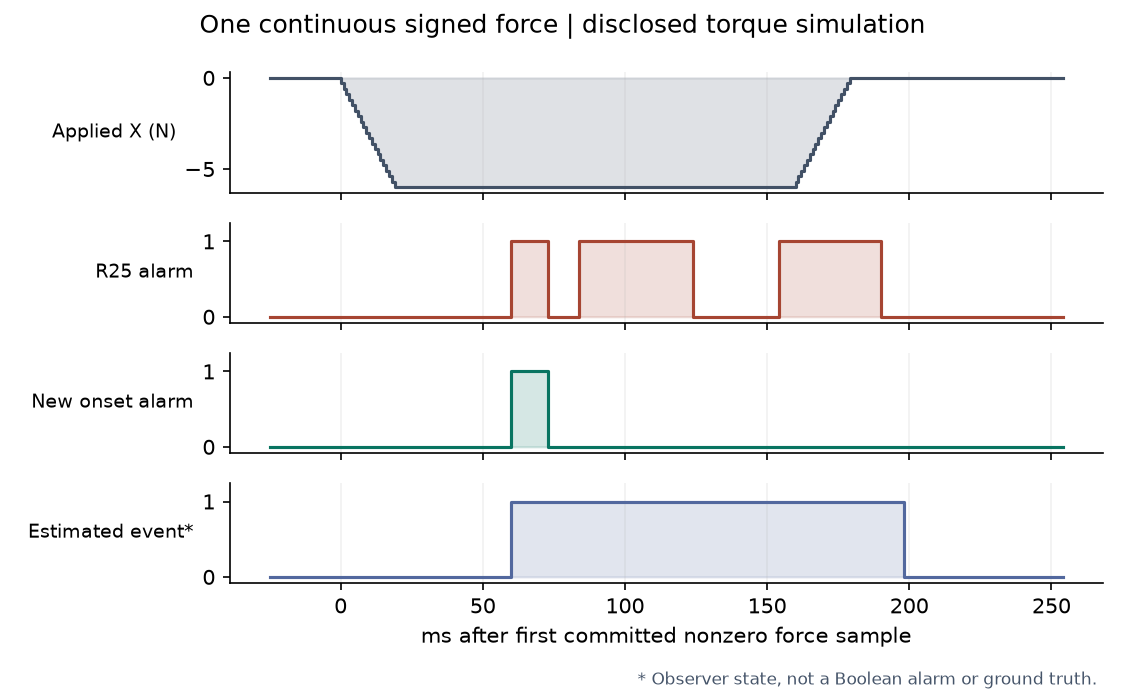 One continuous signed force | disclosed torque simulation
0
Applied X (N)
−5
1
R25 alarm
0
1
New onset alarm
0
1
Estimated event*
0
0 50 100 150 200 250
ms after first committed nonzero force sample
* Observer state, not a Boolean alarm or ground truth.